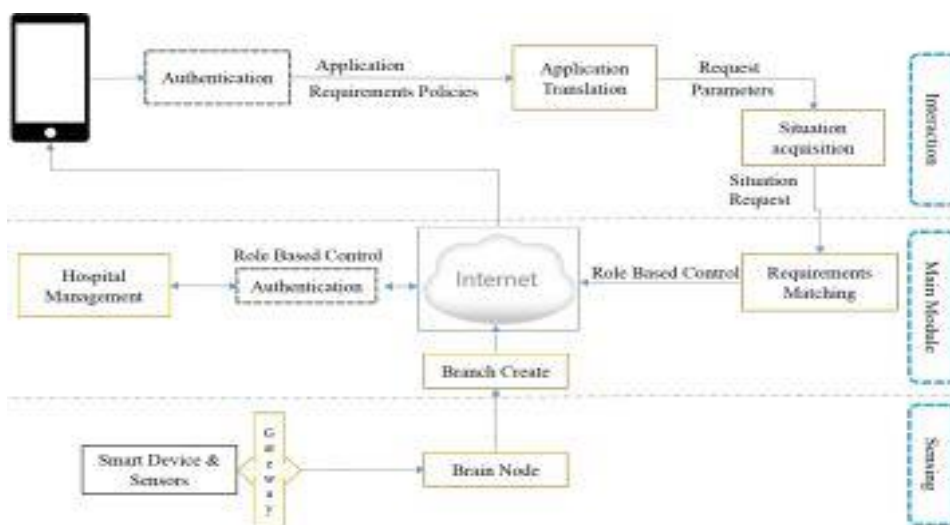 Authentication
Application
Requirements Policies
Application
Translation
Request
Parameters
Situation
acquisition
Interaction
Situation
Request
Hospital
Management
Role Based Control
Authentication
Internet
Role Based Control
Requirements
Matching
Main Module
Branch Create
Smart Device &
Sensors
Gateway
Brain Node
Sensing